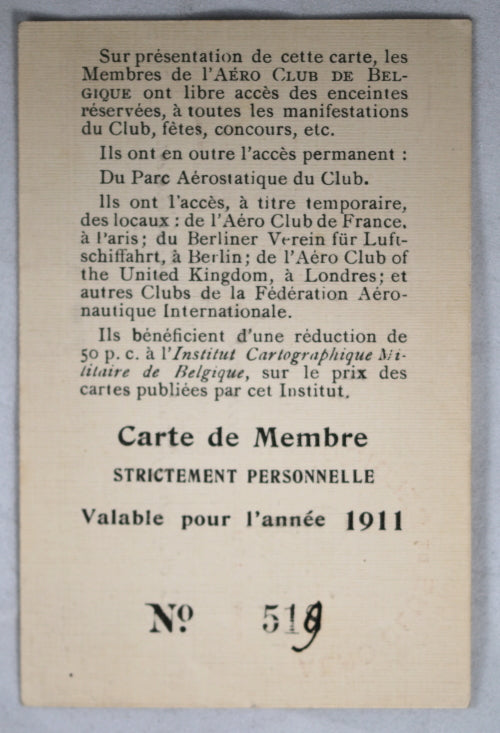 Sur présentation de cette carte, les
Membres de l'AÉRO CLUB DE BEL-
GIQUE ont libre accès des enceintes
réservées, à toutes les manifestations
du Club, fêtes, concours, etc.
Ils ont en outre l'accès permanent :
Du Parc Aérostatique du Club.
Ils ont l'accès, à titre temporaire,
des locaux : de l'Aéro Club de France,
à Paris ; du Berliner Verein für Luft-
schiffahrt, à Berlin ; de l'Aéro Club of
the United Kingdom, à Londres ; et
autres Clubs de la Fédération Aéro-
nautique Internationale.
Ils bénéficient d'une réduction de
50 p. c. à l'Institut Cartographique Mi-
litaire de Belgique, sur le prix des
cartes publiées par cet Institut.
Carte de Membre
STRICTEMENT PERSONNELLE
Valable pour l'année 1911
No. 519